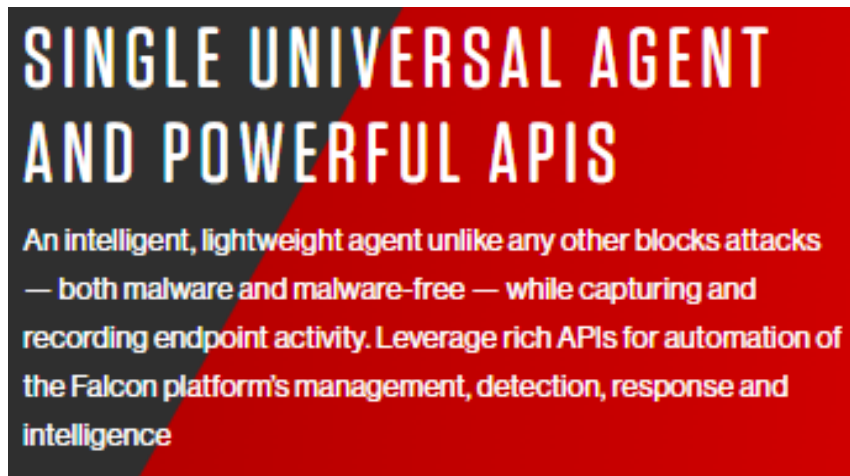 SINGLE UNIVERSAL AGENT
AND POWERFUL APIS
An intelligent, lightweight agent unlike any other blocks attacks
— both malware and malware-free — while capturing and
recording endpoint activity. Leverage rich APIs for automation of
the Falcon platform's management, detection, response and
intelligence